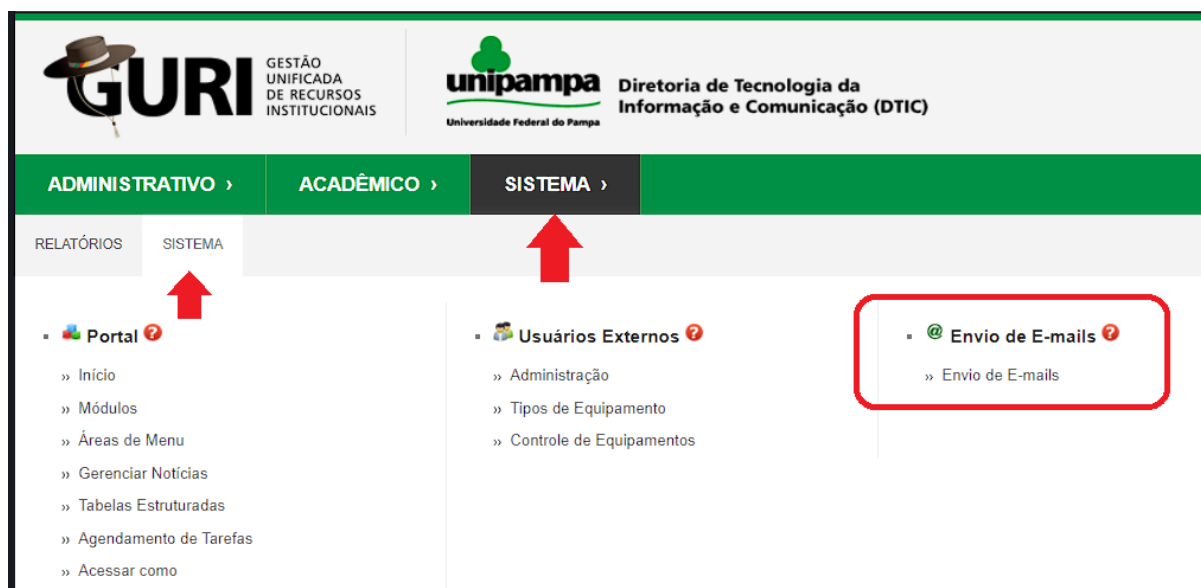 GURI
GESTÃO
UNIFICADA
DE RECURSOS
INSTITUCIONAIS
unipampa
Universidade Federal do Pampa
Diretoria de Tecnologia da
Informação e Comunicação (DTIC)
ADMINISTRATIVO › ACADÊMICO › SISTEMA ›
RELATÓRIOS SISTEMA
▪ Portal ?
» Início
» Módulos
» Áreas de Menu
» Gerenciar Notícias
» Tabelas Estruturadas
» Agendamento de Tarefas
» Acessar como
▪ Usuários Externos ?
» Administração
» Tipos de Equipamento
» Controle de Equipamentos
▪ @ Envio de E-mails ?
» Envio de E-mails